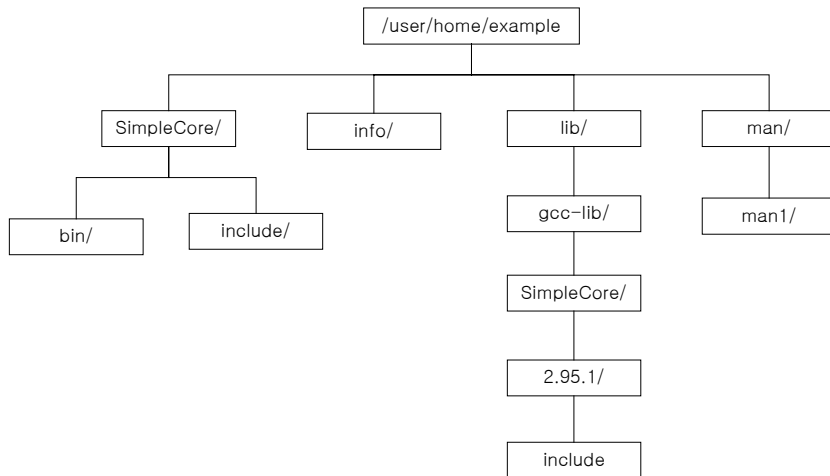 /user/home/example
SimpleCore/
info/
lib/
man/
bin/
include/
gcc-lib/
man1/
SimpleCore/
2.95.1/
include